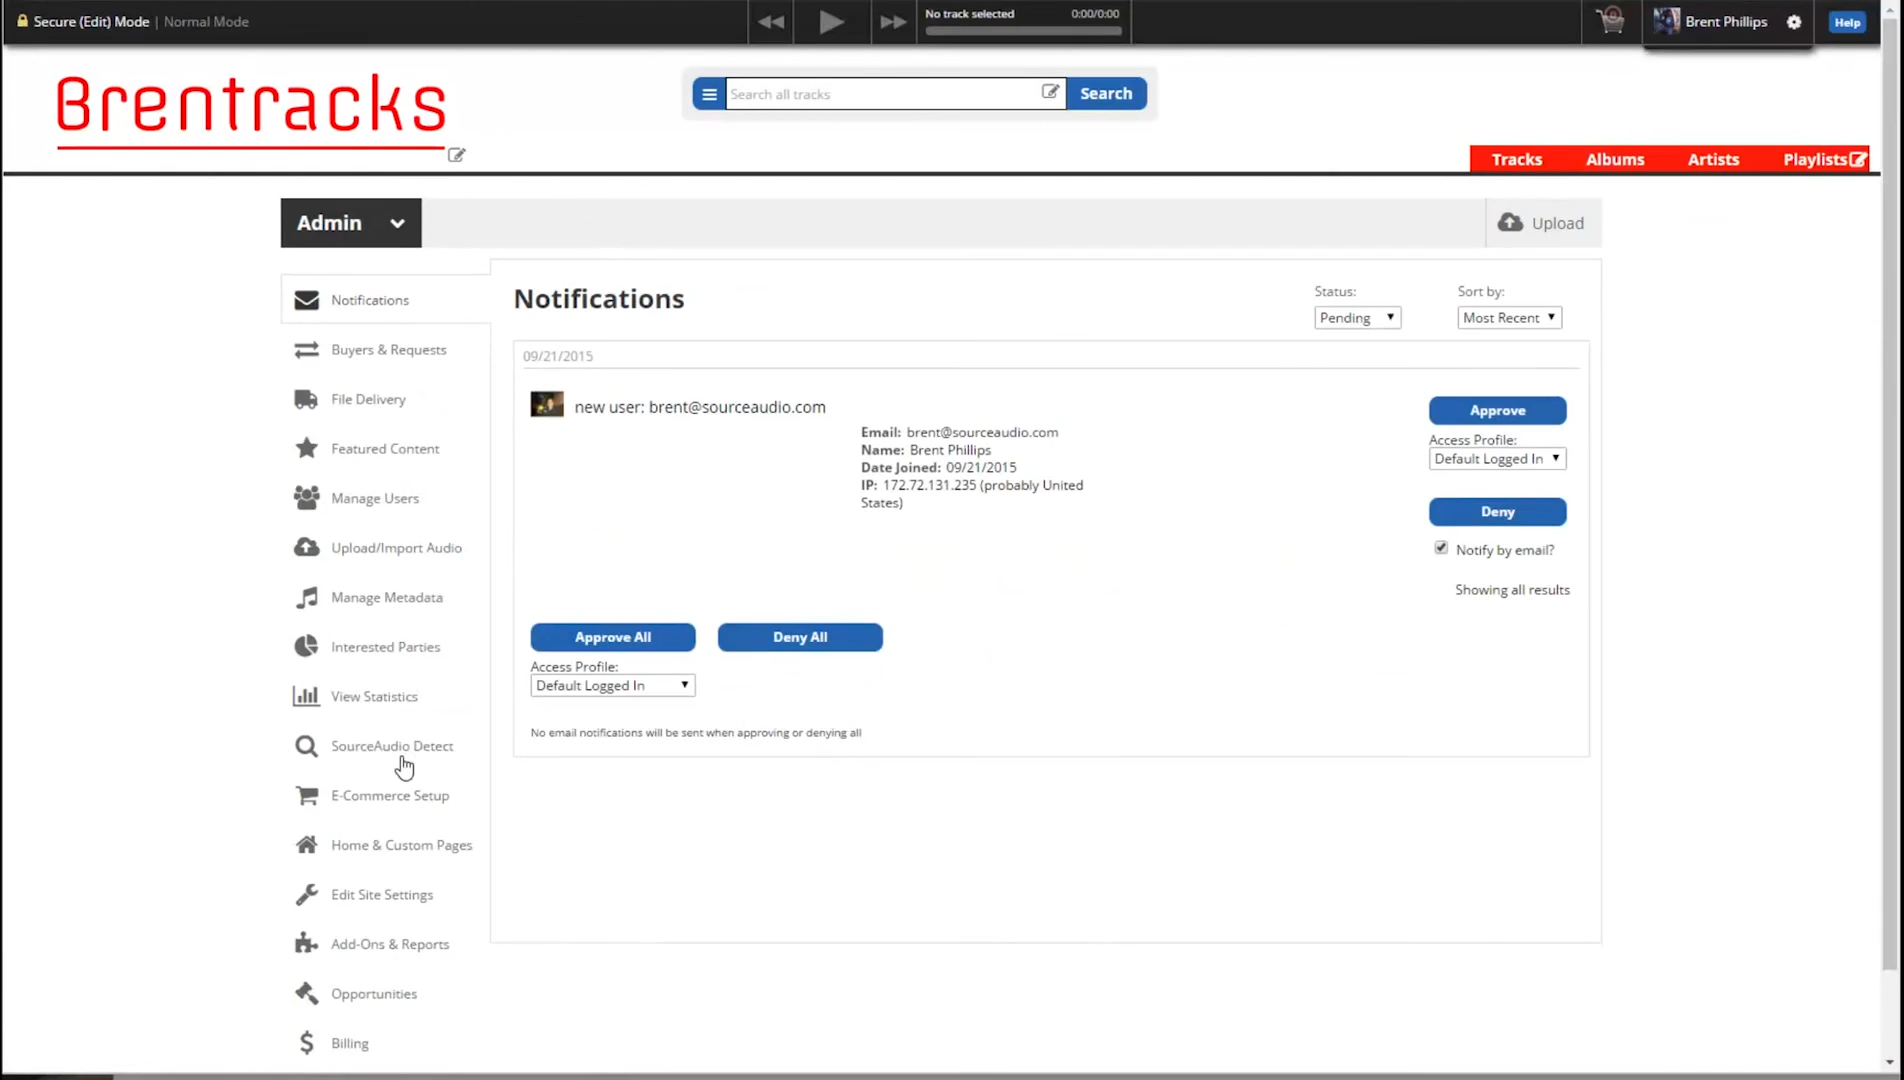 Secure (Edit) Mode | Normal Mode
No track selected 0:00/0:00
Brent Phillips
Help
Brentracks
Search all tracks
Search
Tracks Albums Artists Playlists
Admin
Upload
Notifications
Buyers & Requests
File Delivery
Featured Content
Manage Users
Upload/Import Audio
Manage Metadata
Interested Parties
View Statistics
SourceAudio Detect
E-Commerce Setup
Home & Custom Pages
Edit Site Settings
Add-Ons & Reports
Opportunities
Billing
Notifications
Status: Sort by:
Pending Most Recent
09/21/2015
new user: brent@sourceaudio.com
Email: brent@sourceaudio.com
Name: Brent Phillips
Date Joined: 09/21/2015
IP: 172.72.131.235 (probably United
States)
Approve
Access Profile:
Default Logged In
Deny
Notify by email?
Showing all results
Approve All Deny All
Access Profile:
Default Logged In
No email notifications will be sent when approving or denying all